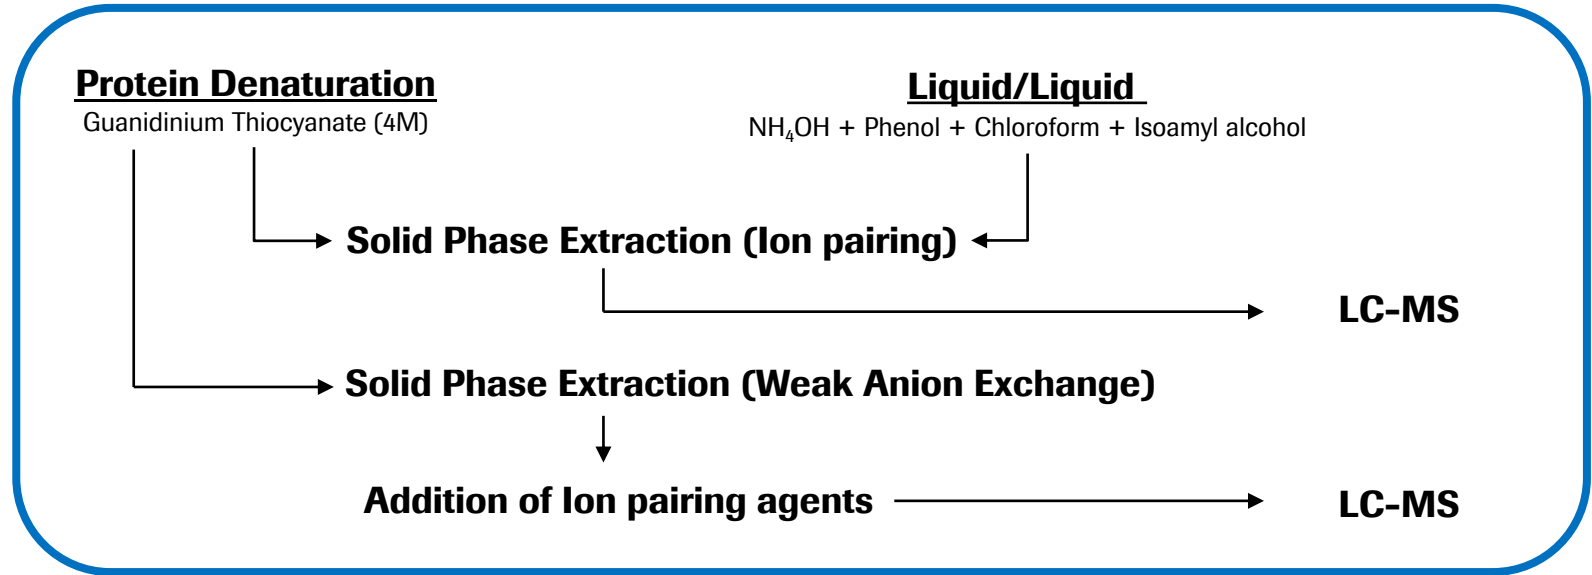 Protein Denaturation
Guanidinium Thiocyanate (4M)
Liquid/Liquid
NH₄OH + Phenol + Chloroform + Isoamyl alcohol
Solid Phase Extraction (Ion pairing)
LC-MS
Solid Phase Extraction (Weak Anion Exchange)
Addition of Ion pairing agents
LC-MS